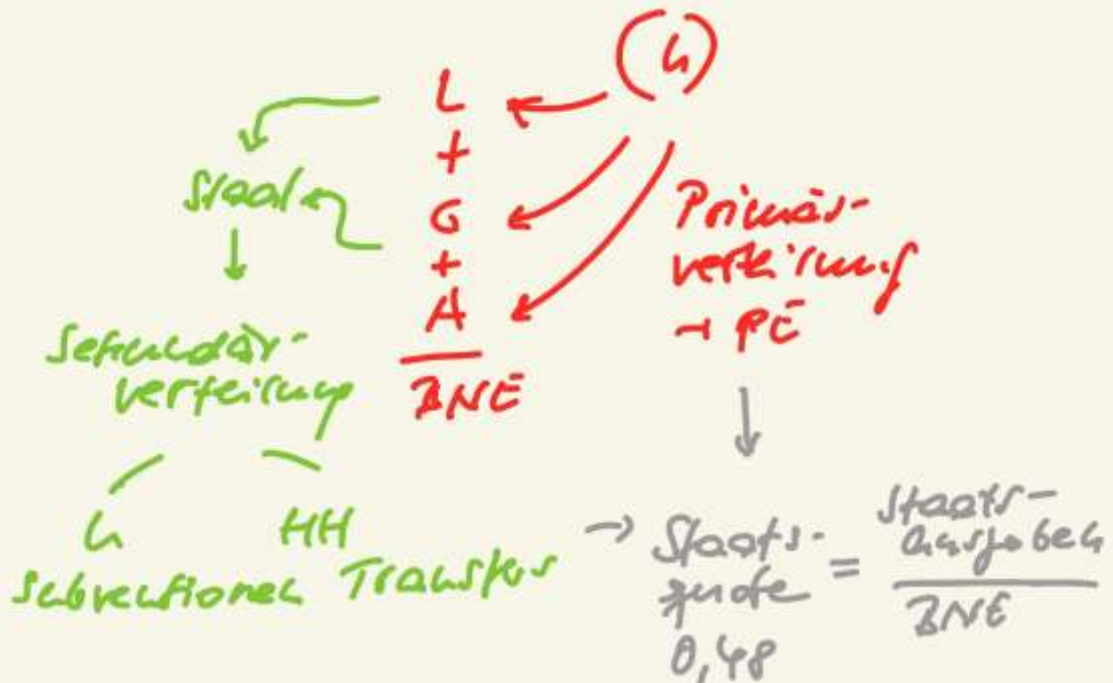 (U)
L
+
G
+
A
BNE
Primär-
verteilung
→ PE
Staat
Sekundär-
verteilung
U HH
Subventionen Transfers
→ Staats-
quote
0,48
=
Staats-
ausgaben
BNE